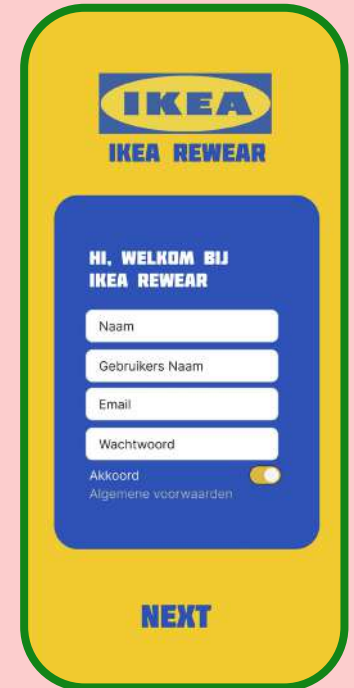 IKEA
IKEA REWEAR
HI, WELKOM BIJ
IKEA REWEAR
Naam
Gebruikers Naam
Email
Wachtwoord
Akkoord
Algemene voorwaarden
NEXT